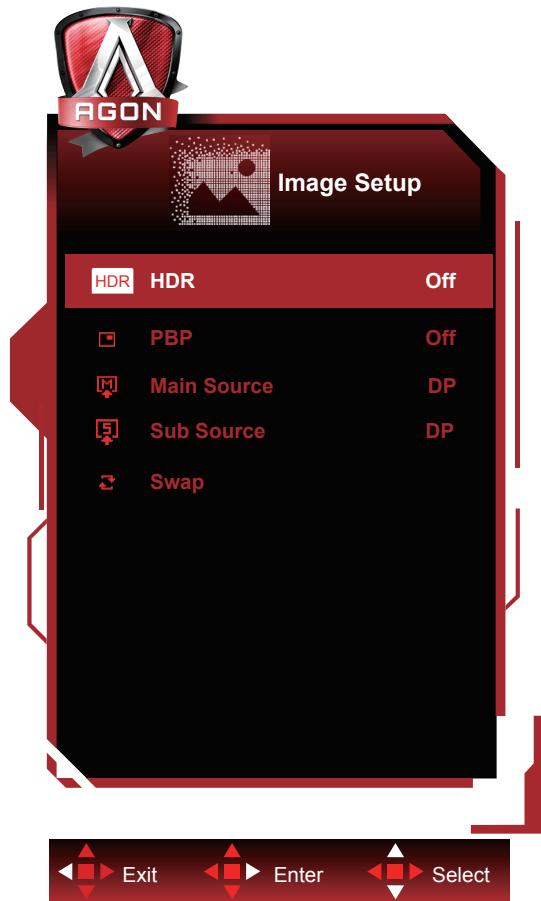 AGON
Image Setup
HDR HDR Off
PBP Off
M Main Source DP
S Sub Source DP
Swap
Exit Enter Select